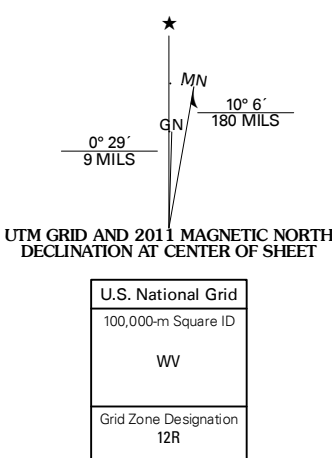 MN
GN
10° 6´
180 MILS
0° 29´
9 MILS
UTM GRID AND 2011 MAGNETIC NORTH
DECLINATION AT CENTER OF SHEET
U.S. National Grid
100,000-m Square ID
WV
Grid Zone Designation
12R